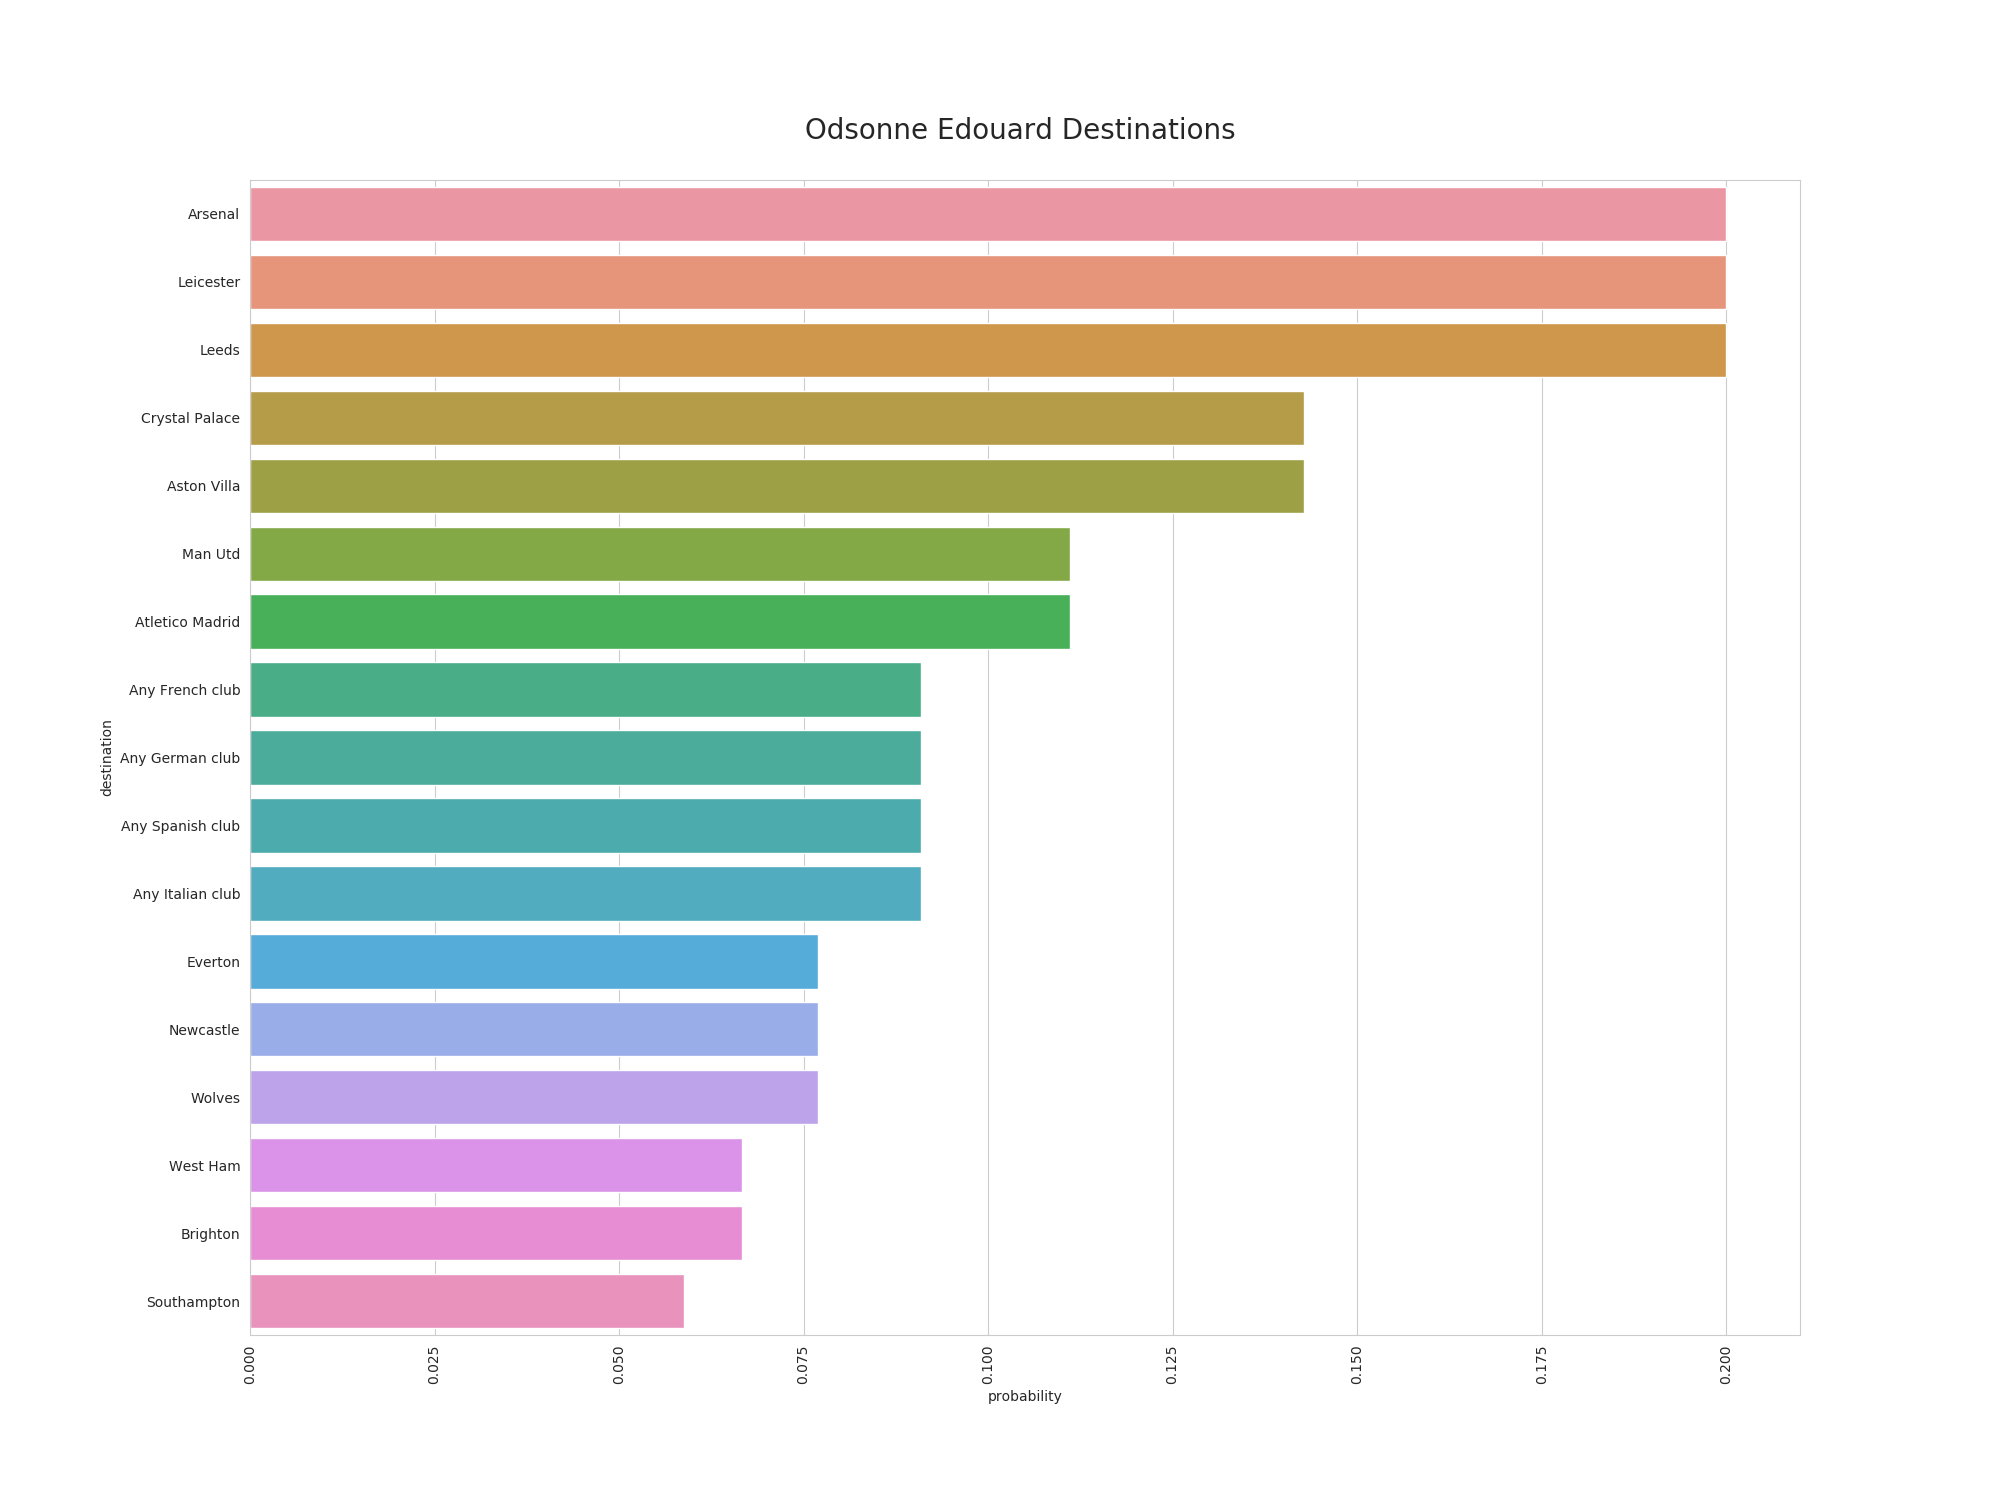 Odsonne Edouard Destinations
Arsenal
Leicester
Leeds
Crystal Palace
Aston Villa
Man Utd
Atletico Madrid
Any French club
Any German club
Any Spanish club
Any Italian club
Everton
Newcastle
Wolves
West Ham
Brighton
Southampton
destination
0.000
0.025
0.050
0.075
0.100
0.125
0.150
0.175
0.200
probability